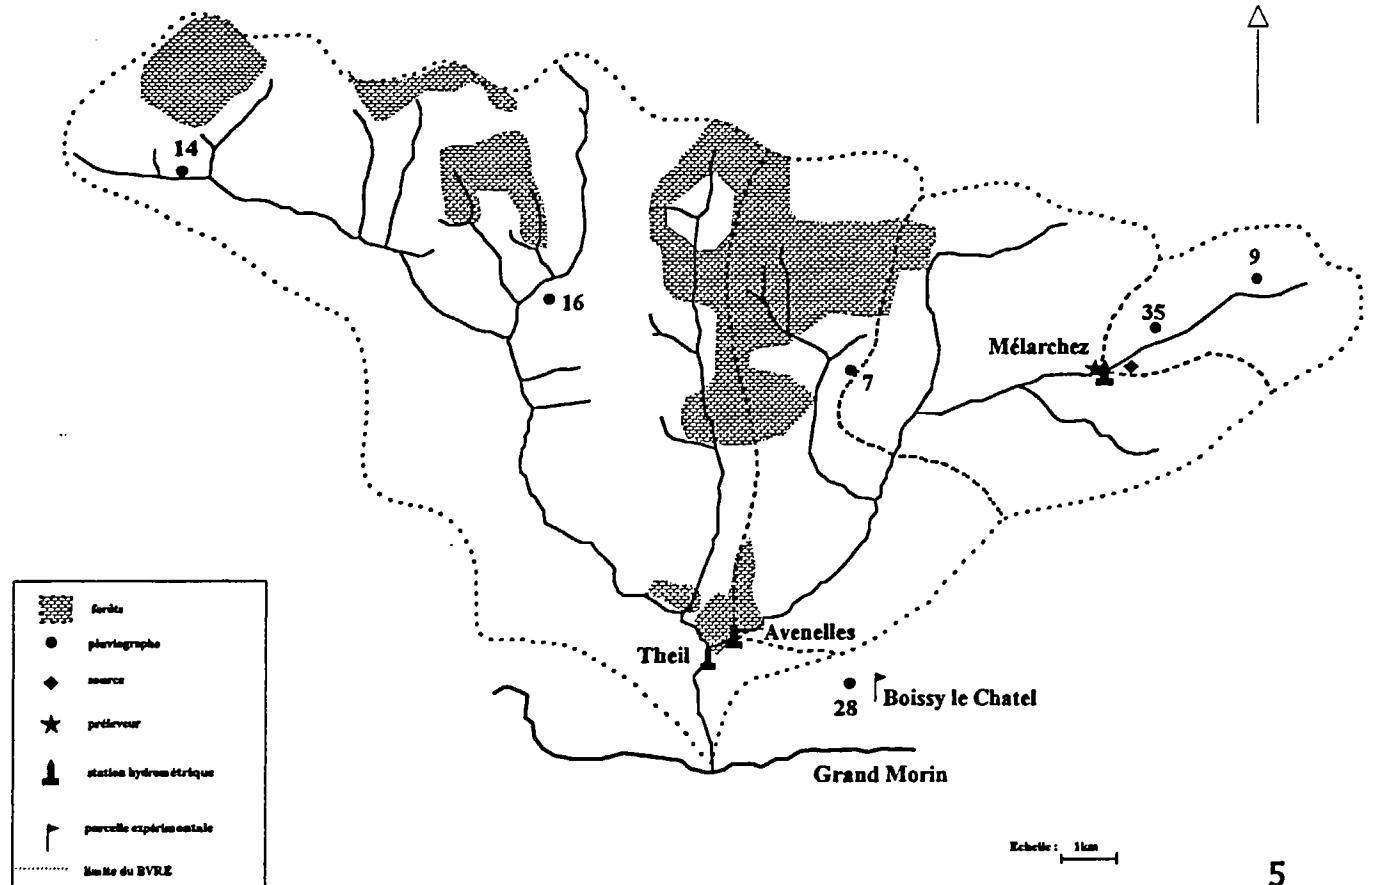 14
9
16
35
Mélarchez
7
Avenelles
Theil
28
Boissy le Chatel
Grand Morin
forêts
pluviographe
source
préleveur
station hydrométrique
parcelle expérimentale
limite du BVRE
Echelle : 1km
5